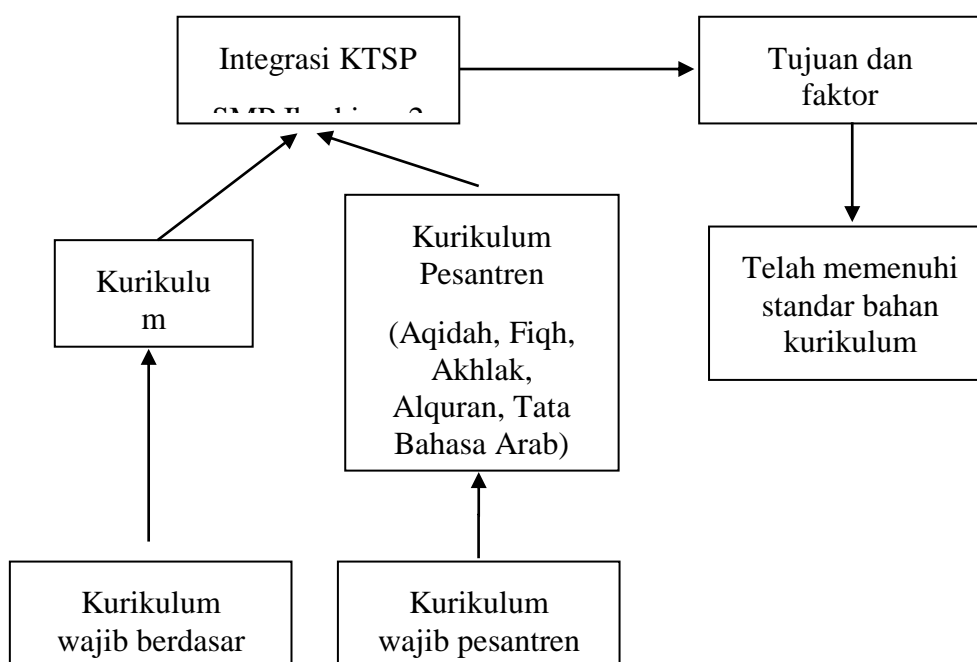 Integrasi KTSP
Tujuan dan
faktor
Kurikulu
m
Kurikulum
Pesantren
(Aqidah, Fiqh,
Akhlak,
Alquran, Tata
Bahasa Arab)
Telah memenuhi
standar bahan
kurikulum
Kurikulum
wajib berdasar
Kurikulum
wajib pesantren